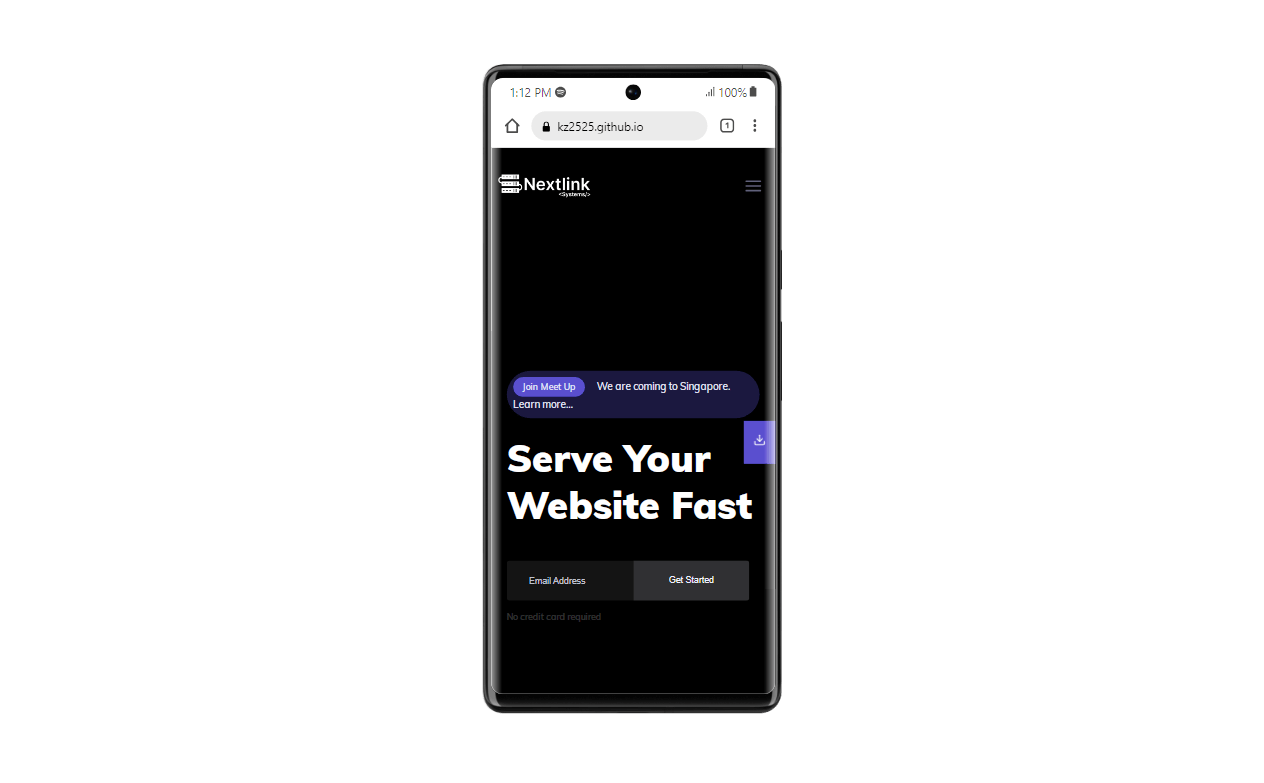 1:12 PM 100%
kz2525.github.io 1
Nextlink
<Systems/>
Join Meet Up We are coming to Singapore.
Learn more...
Serve Your
Website Fast
Email Address Get Started
No credit card required